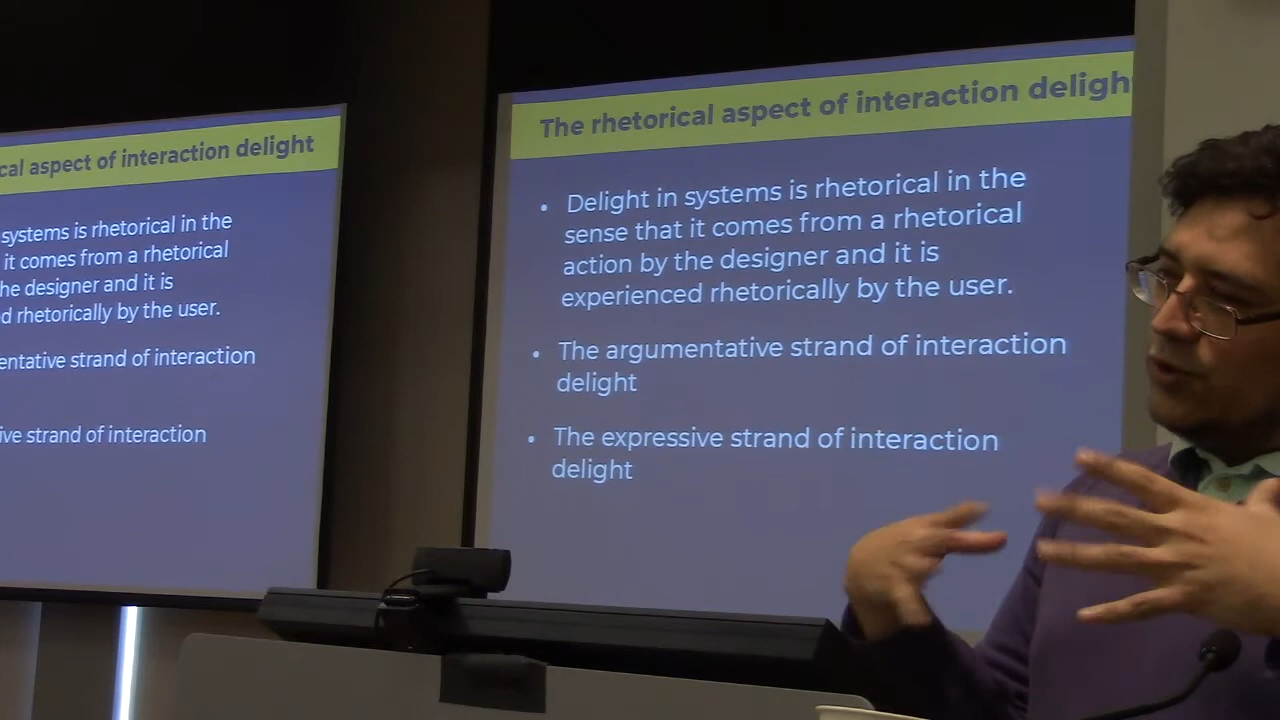 cal aspect of interaction delight
systems is rhetorical in the
it comes from a rhetorical
he designer and it is
d rhetorically by the user.
entative strand of interaction
ive strand of interaction
The rhetorical aspect of interaction deligh
• Delight in systems is rhetorical in the
sense that it comes from a rhetorical
action by the designer and it is
experienced rhetorically by the user.
• The argumentative strand of interaction
delight
• The expressive strand of interaction
delight